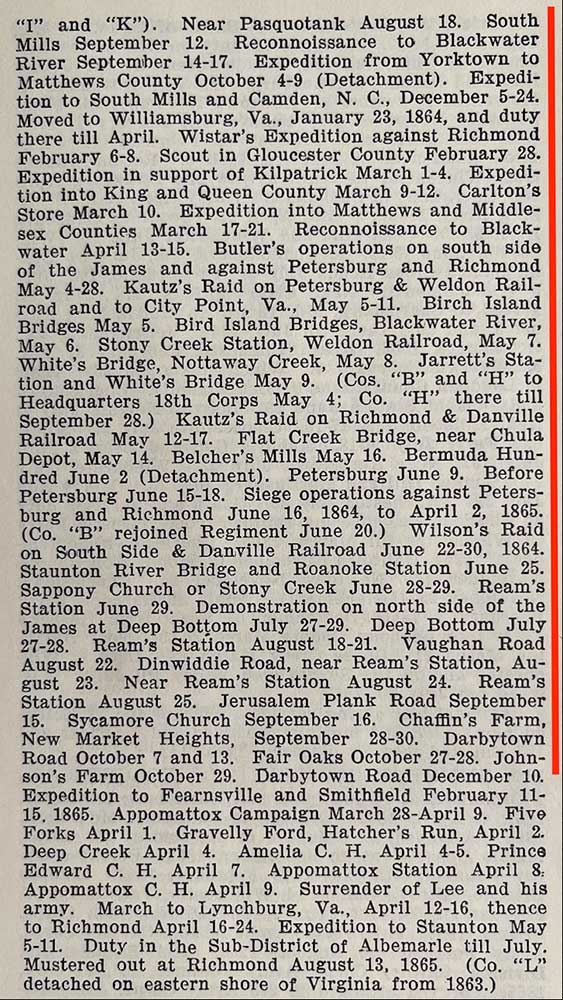 "I" and "K"). Near Pasquotank August 18. South
Mills September 12. Reconnoissance to Blackwater
River September 14-17. Expedition from Yorktown to
Matthews County October 4-9 (Detachment). Expedi-
tion to South Mills and Camden, N. C., December 5-24.
Moved to Williamsburg, Va., January 23, 1864, and duty
there till April. Wistar's Expedition against Richmond
February 6-8. Scout in Gloucester County February 28.
Expedition in support of Kilpatrick March 1-4. Expedi-
tion into King and Queen County March 9-12. Carlton's
Store March 10. Expedition into Matthews and Middle-
sex Counties March 17-21. Reconnoissance to Black-
water April 13-15. Butler's operations on south side
of the James and against Petersburg and Richmond
May 4-28. Kautz's Raid on Petersburg & Weldon Rail-
road and to City Point, Va., May 5-11. Birch Island
Bridges May 5. Bird Island Bridges, Blackwater River,
May 6. Stony Creek Station, Weldon Railroad, May 7.
White's Bridge, Nottaway Creek, May 8. Jarrett's Sta-
tion and White's Bridge May 9. (Cos. "B" and "H" to
Headquarters 18th Corps May 4; Co. "H" there till
September 28.) Kautz's Raid on Richmond & Danville
Railroad May 12-17. Flat Creek Bridge, near Chula
Depot, May 14. Belcher's Mills May 16. Bermuda Hun-
dred June 2 (Detachment). Petersburg June 9. Before
Petersburg June 15-18. Siege operations against Peters-
burg and Richmond June 16, 1864, to April 2, 1865.
(Co. "B" rejoined Regiment June 20.) Wilson's Raid
on South Side & Danville Railroad June 22-30, 1864.
Staunton River Bridge and Roanoke Station June 25.
Sappony Church or Stony Creek June 28-29. Ream's
Station June 29. Demonstration on north side of the
James at Deep Bottom July 27-29. Deep Bottom July
27-28. Ream's Station August 18-21. Vaughan Road
August 22. Dinwiddie Road, near Ream's Station, Au-
gust 23. Near Ream's Station August 24. Ream's
Station August 25. Jerusalem Plank Road September
15. Sycamore Church September 16. Chaffin's Farm,
New Market Heights, September 28-30. Darbytown
Road October 7 and 13. Fair Oaks October 27-28. John-
son's Farm October 29. Darbytown Road December 10.
Expedition to Fearnsville and Smithfield February 11-
15, 1865. Appomattox Campaign March 28-April 9. Five
Forks April 1. Gravelly Ford, Hatcher's Run, April 2.
Deep Creek April 4. Amelia C. H. April 4-5. Prince
Edward C. H. April 7. Appomattox Station April 8.
Appomattox C. H. April 9. Surrender of Lee and his
army. March to Lynchburg, Va., April 12-16, thence
to Richmond April 16-24. Expedition to Staunton May
5-11. Duty in the Sub-District of Albemarle till July.
Mustered out at Richmond August 13, 1865. (Co. "L"
detached on eastern shore of Virginia from 1863.)